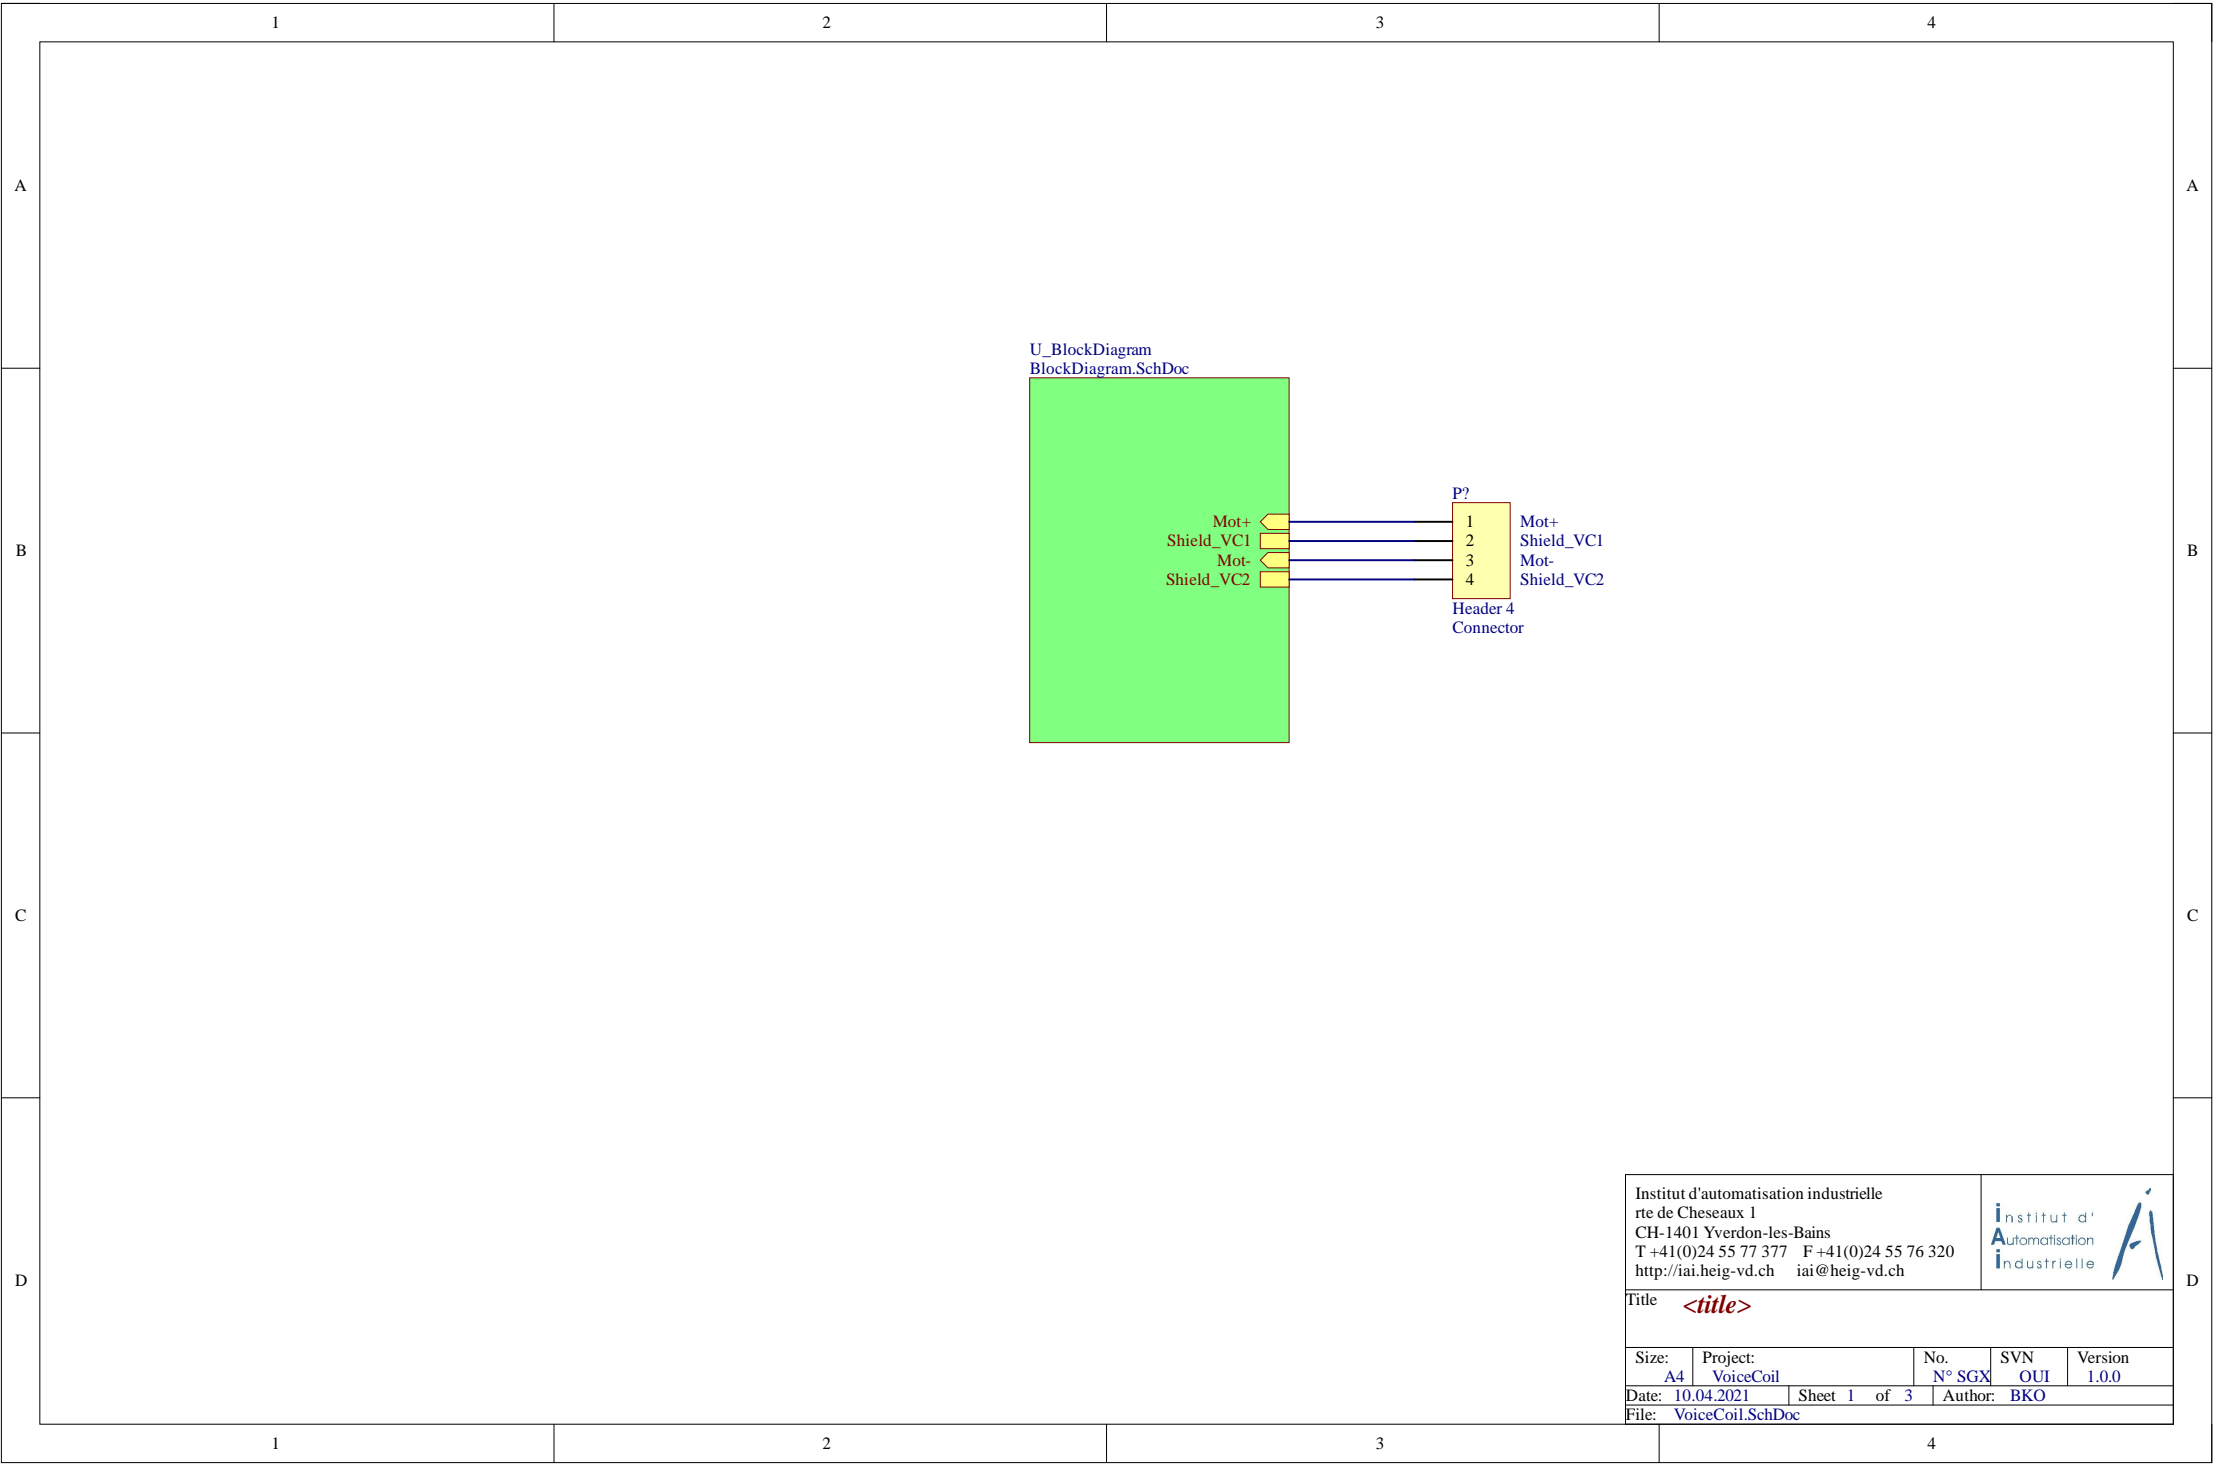 1 2 3 4
A A
U_BlockDiagram
BlockDiagram.SchDoc
P?
Mot+ 1 Mot+
B Shield_VC1 2 Shield_VC1 B
Mot- 3 Mot-
Shield_VC2 4 Shield_VC2
Header 4
Connector
C C
Institut d'automatisation industrielle
rte de Cheseaux 1
CH-1401 Yverdon-les-Bains
T +41(0)24 55 77 377 F +41(0)24 55 76 320
http://iai.heig-vd.ch iai@heig-vd.ch
institut d'
Automatisation
industrielle
D D
Title <title>
Size: Project: No. SVN Version
A4 VoiceCoil N° SGX OUI 1.0.0
Date: 10.04.2021 Sheet 1 of 3 Author: BKO
File: VoiceCoil.SchDoc
1 2 3 4